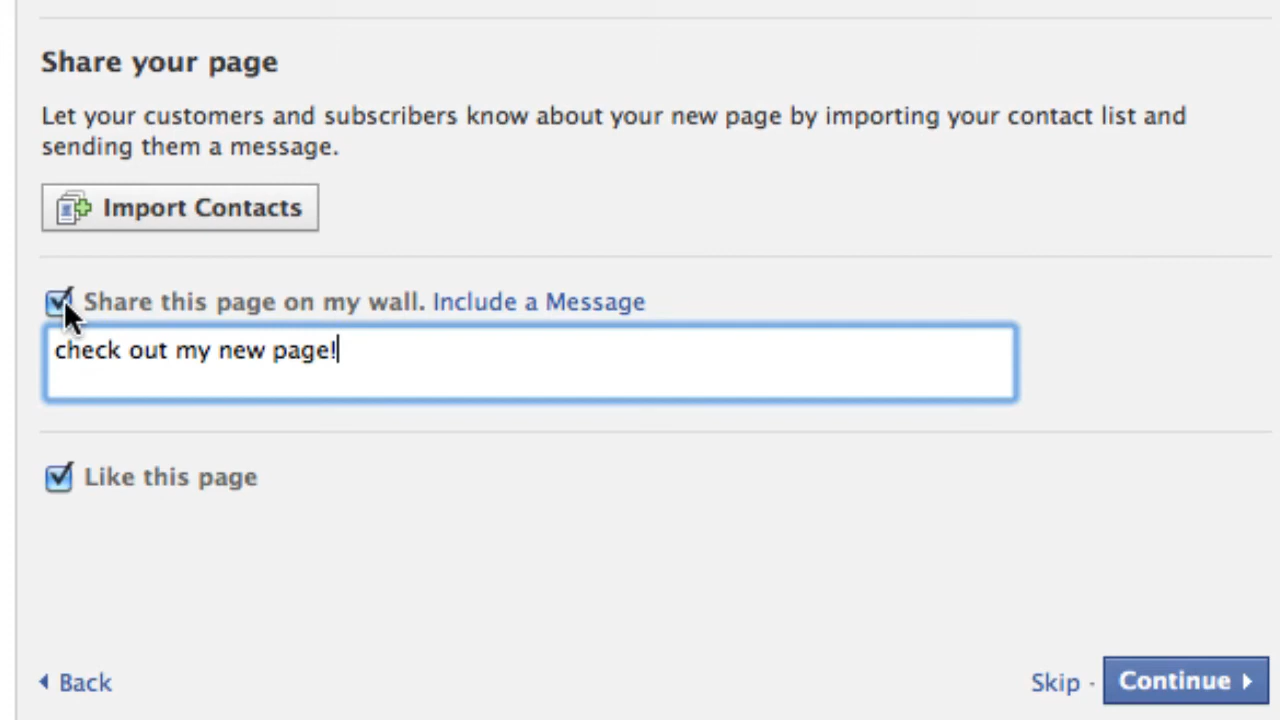 Share your page
Let your customers and subscribers know about your new page by importing your contact list and
sending them a message.
Import Contacts
Share this page on my wall. Include a Message
check out my new page!
Like this page
Back
Skip · Continue